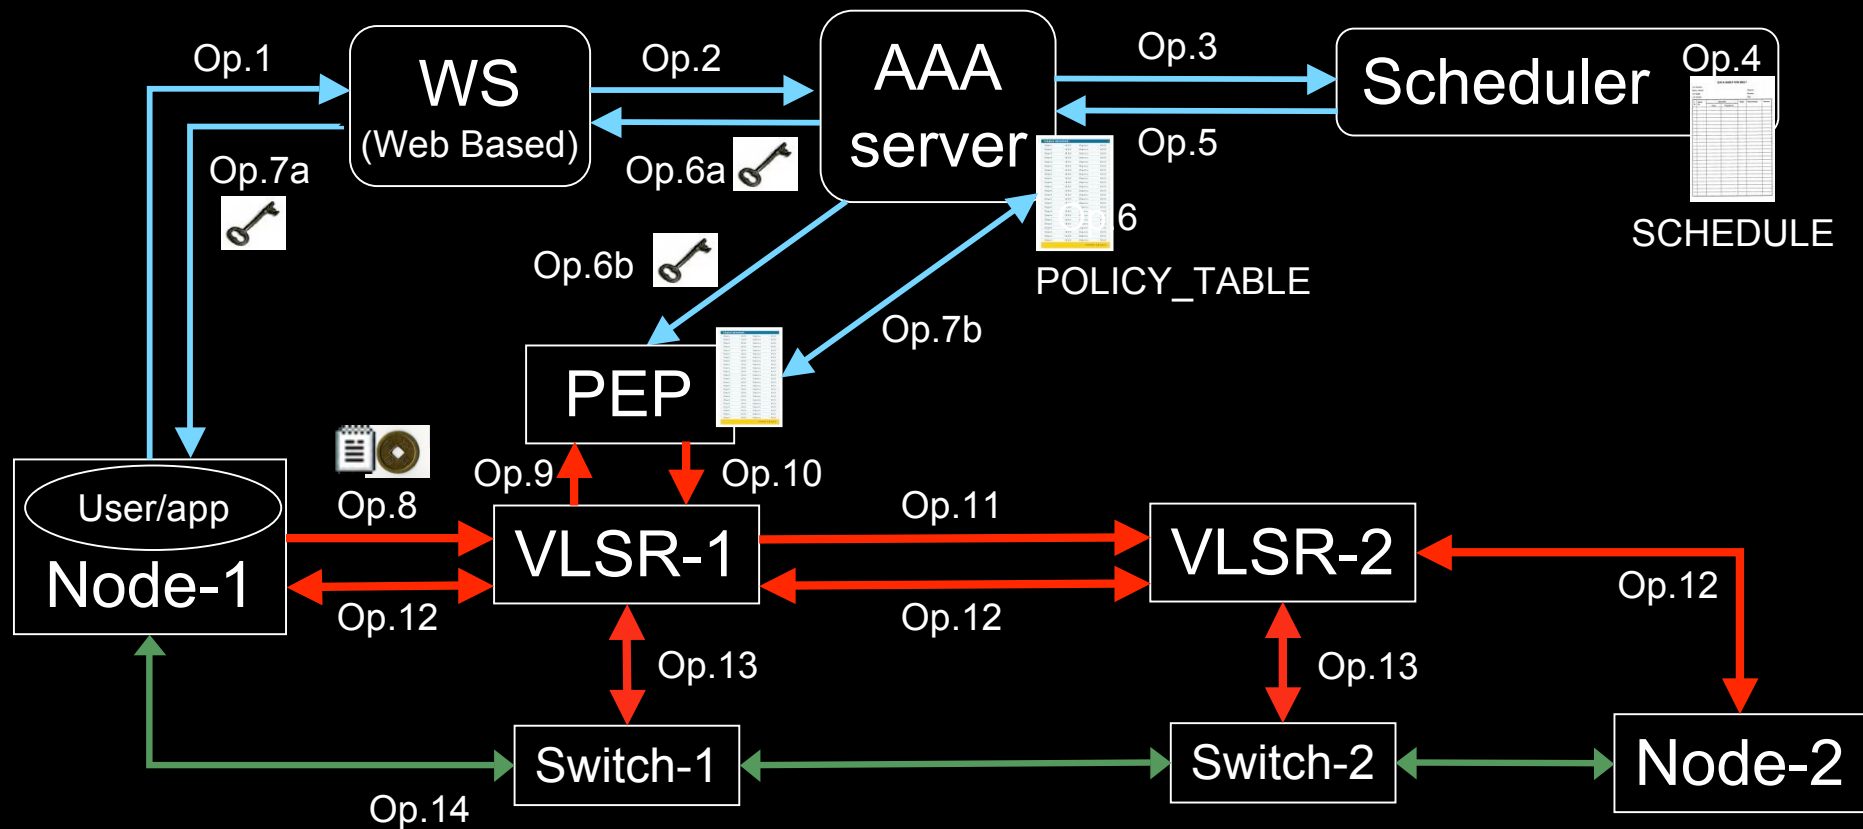 Op.1
WS
(Web Based)
Op.2
AAA
server
Op.3
Scheduler
Op.4
Op.5
Op.6a
Op.7a
SCHEDULE
POLICY_TABLE
Op.6b
Op.7b
PEP
Op.8
Op.9
Op.10
User/app
Node-1
VLSR-1
Op.11
VLSR-2
Op.12
Op.12
Op.12
Op.13
Op.13
Switch-1
Switch-2
Node-2
Op.14